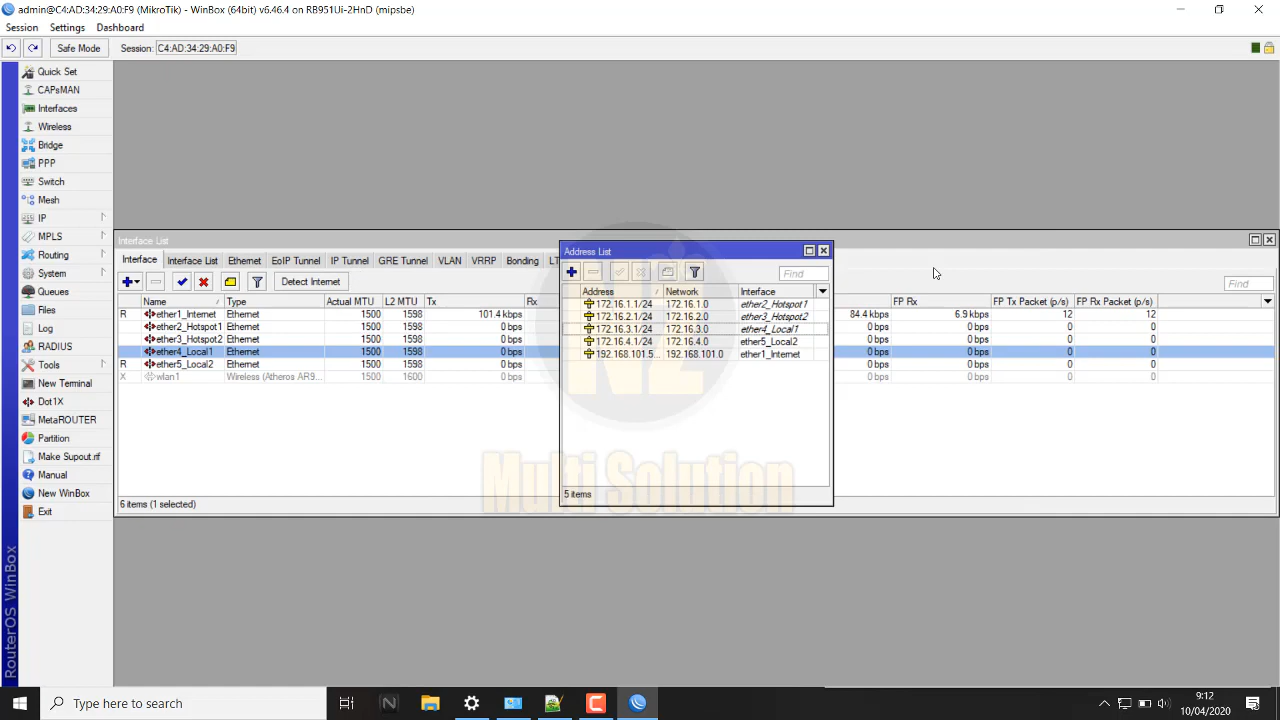 admin@C4:AD:34:29:A0:F9 (MikroTik) - WinBox (64bit) v6.46.4 on RB951Ui-2HnD (mipsbe)
Session Settings Dashboard
Safe Mode Session: C4:AD:34:29:A0:F9
Quick Set
CAPsMAN
Interfaces
Wireless
Bridge
PPP
Switch
Mesh
IP
MPLS
Routing
System
Queues
Files
Log
RADIUS
Tools
New Terminal
Dot1X
MetaROUTER
Partition
Make Supout.rif
Manual
New WinBox
Exit
RouterOS WinBox
Interface List
Interface Interface List Ethernet EoIP Tunnel IP Tunnel GRE Tunnel VLAN VRRP Bonding LT
Detect Internet Find
Name Type Actual MTU L2 MTU Tx Rx FP Rx FP Tx Packet (p/s) FP Rx Packet (p/s)
R ether1_Internet Ethernet 1500 1598 101.4 kbps 84.4 kbps 6.9 kbps 12 12
ether2_Hotspot1 Ethernet 1500 1598 0 bps 0 bps 0 bps 0 0
ether3_Hotspot2 Ethernet 1500 1598 0 bps 0 bps 0 bps 0 0
ether4_Local1 Ethernet 1500 1598 0 bps 0 bps 0 bps 0 0
R ether5_Local2 Ethernet 1500 1598 0 bps 0 bps 0 bps 0 0
X wlan1 Wireless (Atheros AR9... 1500 1600 0 bps 0 bps 0 bps 0 0
6 items (1 selected)
Address List
Find
Address Network Interface
172.16.1.1/24 172.16.1.0 ether2_Hotspot1
172.16.2.1/24 172.16.2.0 ether3_Hotspot2
172.16.3.1/24 172.16.3.0 ether4_Local1
172.16.4.1/24 172.16.4.0 ether5_Local2
192.168.101.5... 192.168.101.0 ether1_Internet
5 items
NZ
Multi Solution
Type here to search
9:12
10/04/2020